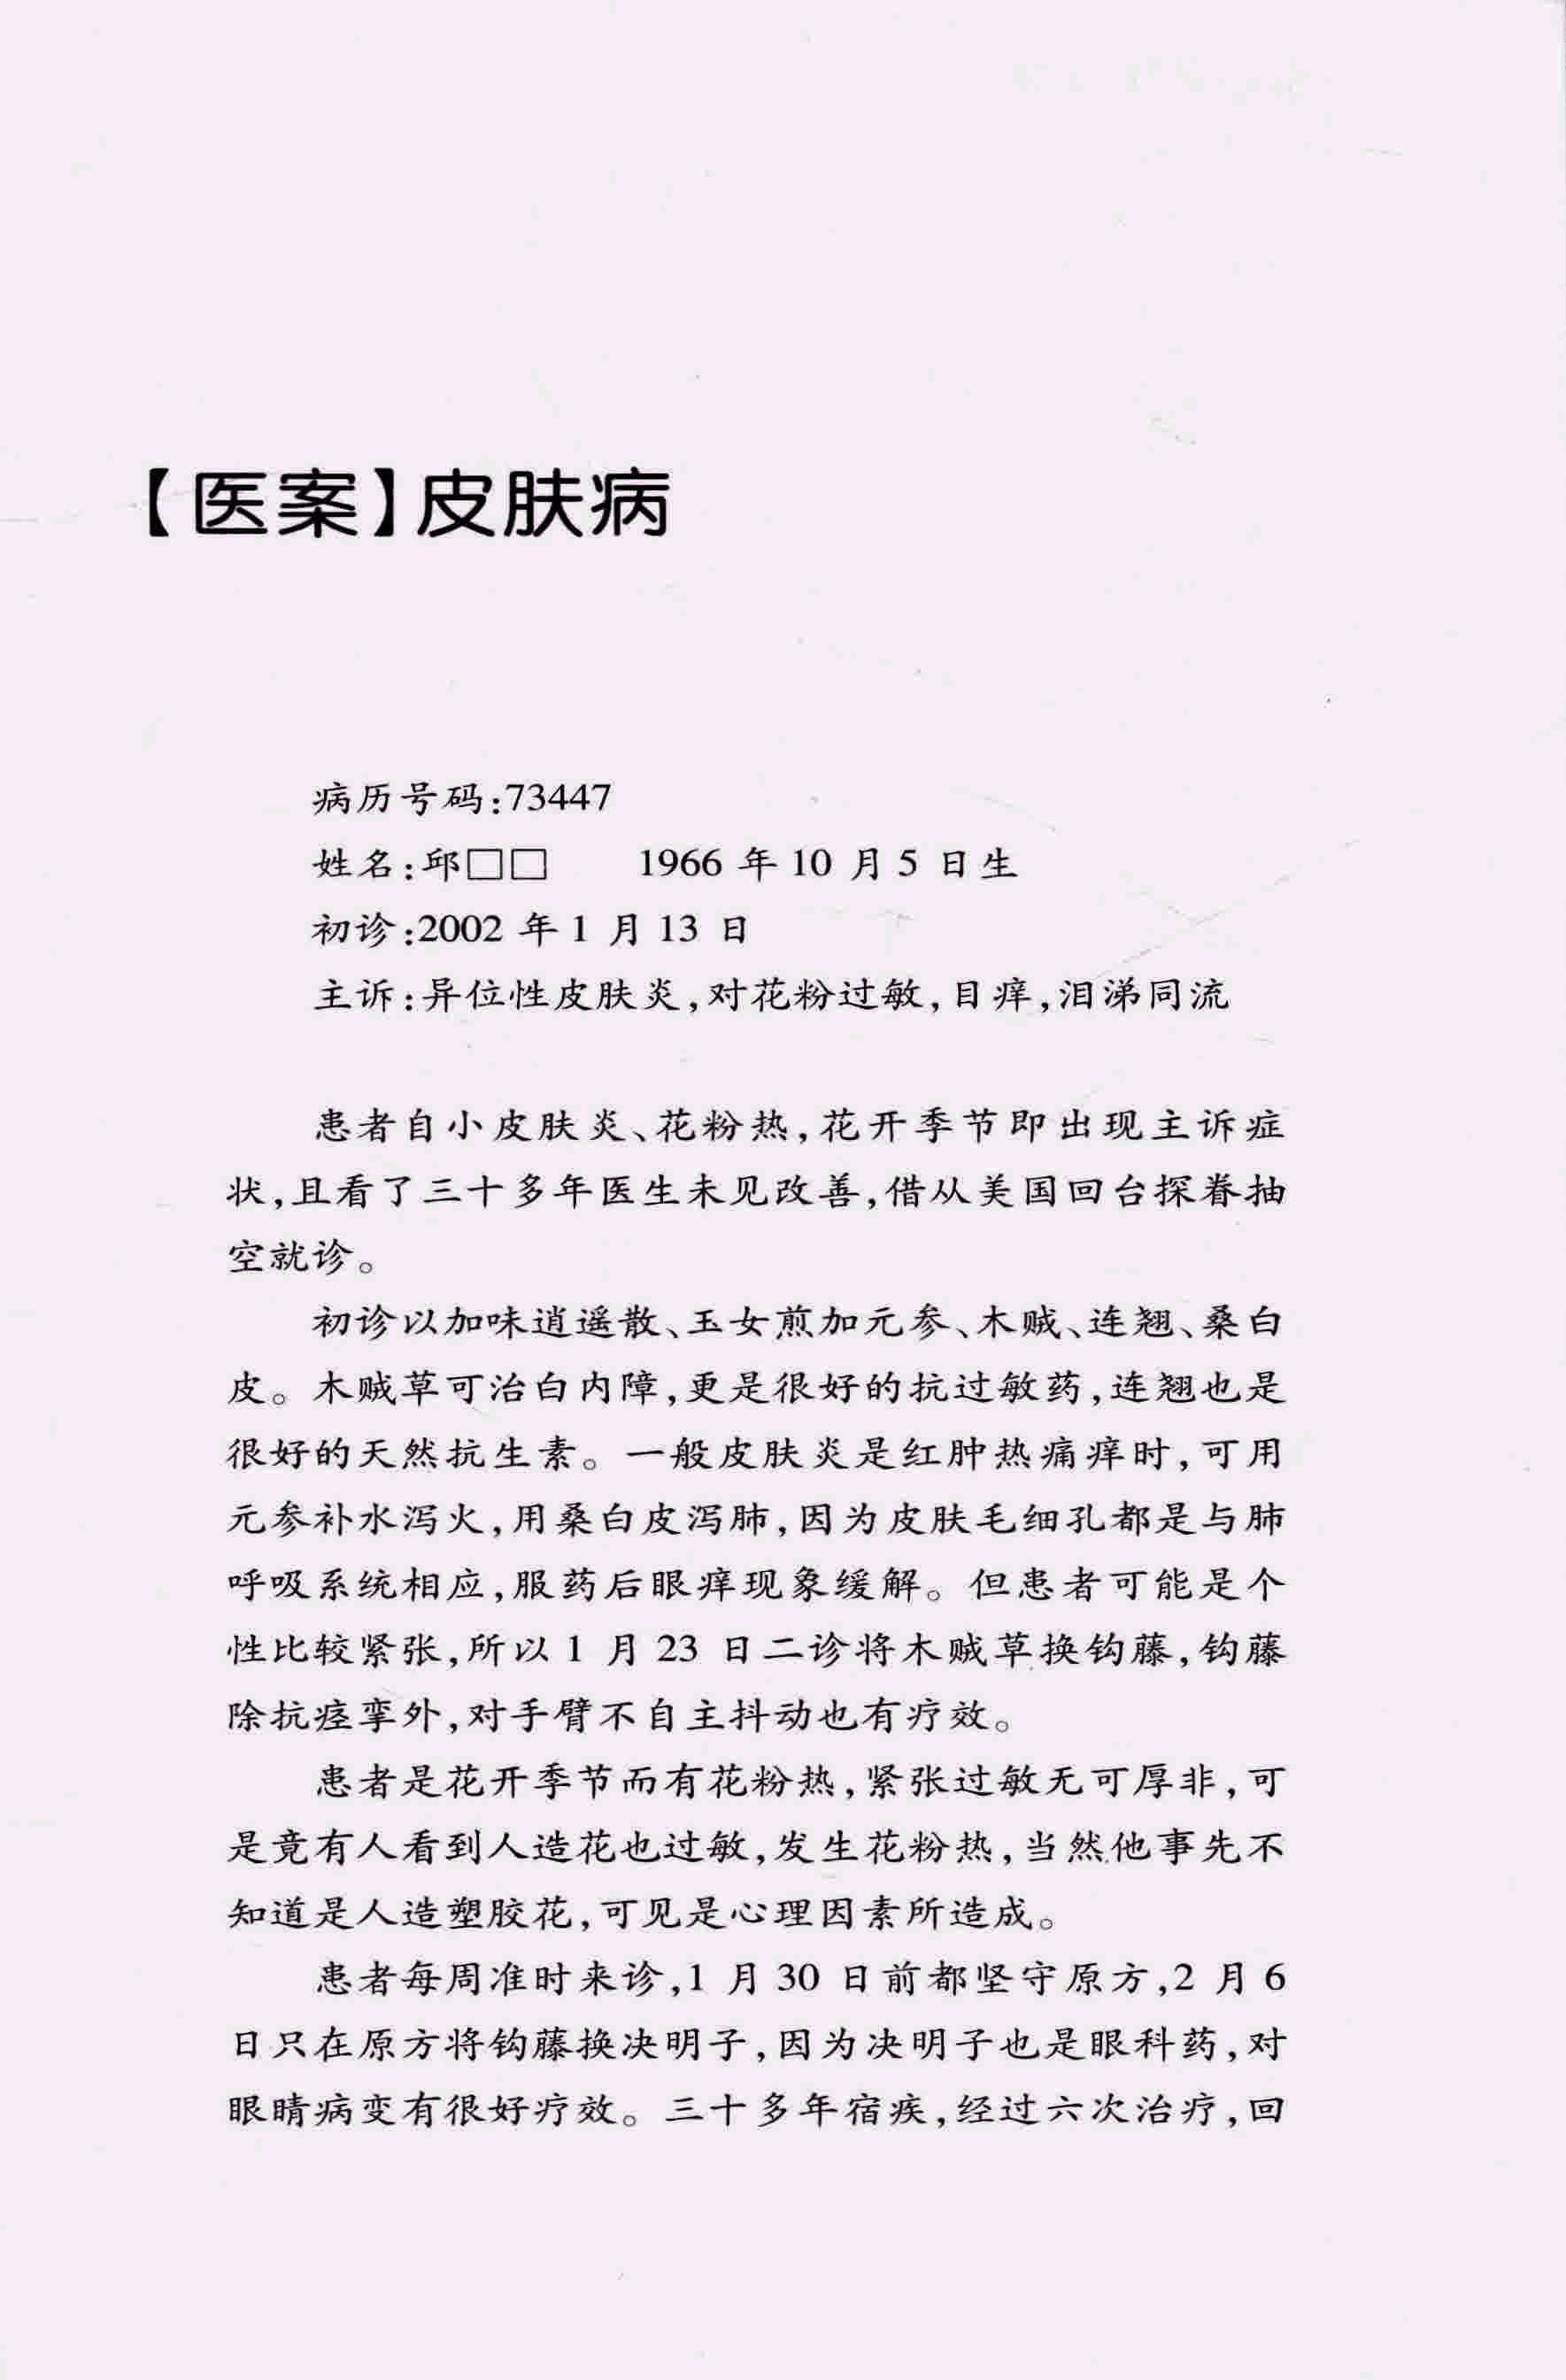 【医案】皮肤病
病历号码:73447
姓名:邱□□ 1966 年 10 月 5 日生
初诊:2002 年 1 月 13 日
主诉:异位性皮肤炎,对花粉过敏,目痒,泪涕同流
患者自小皮肤炎、花粉热,花开季节即出现主诉症
状,且看了三十多年医生未见改善,借从美国回台探眷抽
空就诊。
初诊以加味逍遥散、玉女煎加元参、木贼、连翘、桑白
皮。木贼草可治白内障,更是很好的抗过敏药,连翘也是
很好的天然抗生素。一般皮肤炎是红肿热痛痒时,可用
元参补水泻火,用桑白皮泻肺,因为皮肤毛细孔都是与肺
呼吸系统相应,服药后眼痒现象缓解。但患者可能是个
性比较紧张,所以 1 月 23 日二诊将木贼草换钩藤,钩藤
除抗痉挛外,对手臂不自主抖动也有疗效。
患者是花开季节而有花粉热,紧张过敏无可厚非,可
是竟有人看到人造花也过敏,发生花粉热,当然他事先不
知道是人造塑胶花,可见是心理因素所造成。
患者每周准时来诊,1 月 30 日前都坚守原方,2 月 6
日只在原方将钩藤换决明子,因为决明子也是眼科药,对
眼睛病变有很好疗效。三十多年宿疾,经过六次治疗,回